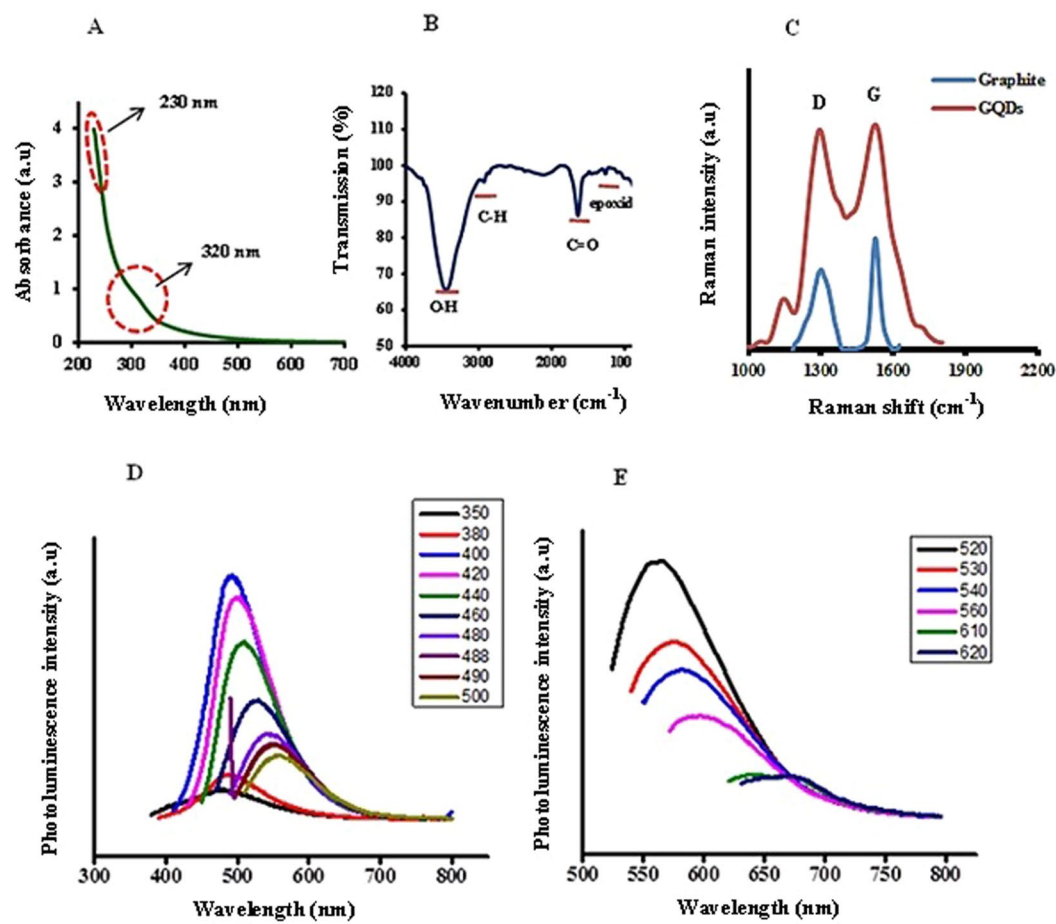 A
230 nm
320 nm
Absorbance (a.u)
4
3
2
1
0
200 300 400 500 600 700
Wavelength (nm)
B
Transmission (%)
120
110
100
90
80
70
60
50
C-H
epoxid
C=O
O-H
4000 3000 2000 1000
Wavenumber (cm-1)
C
Graphite
GQDs
D
G
Raman intensity (a.u)
1000 1300 1600 1900 2200
Raman shift (cm-1)
D
Photoluminescence intensity (a.u)
350
380
400
420
440
460
480
488
490
500
300 400 500 600 700 800
Wavelength (nm)
E
Photoluminescence intensity (a.u)
520
530
540
560
610
620
500 550 600 650 700 750 800
Wavelength (nm)